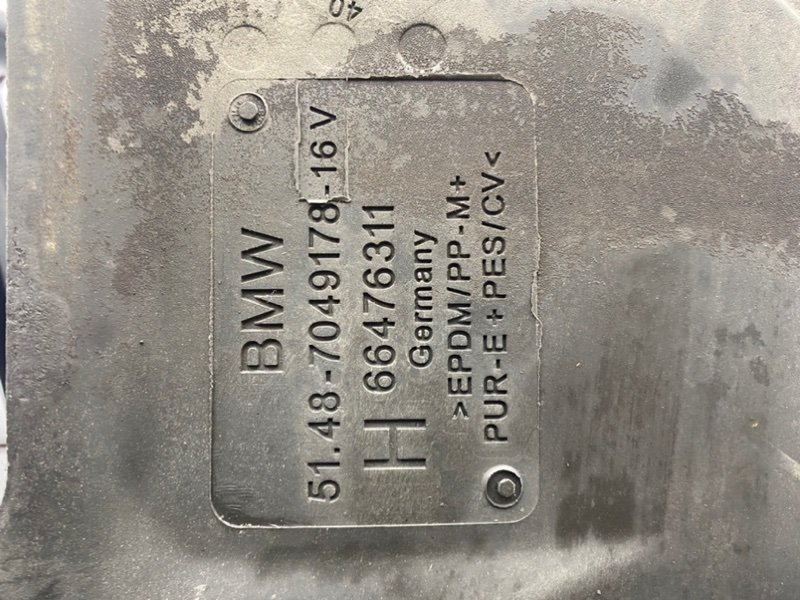 40
BMW
51.48-7049178-16 V
H 66476311
Germany
>EPDM/PP-M+
PUR-E+PES/CV<